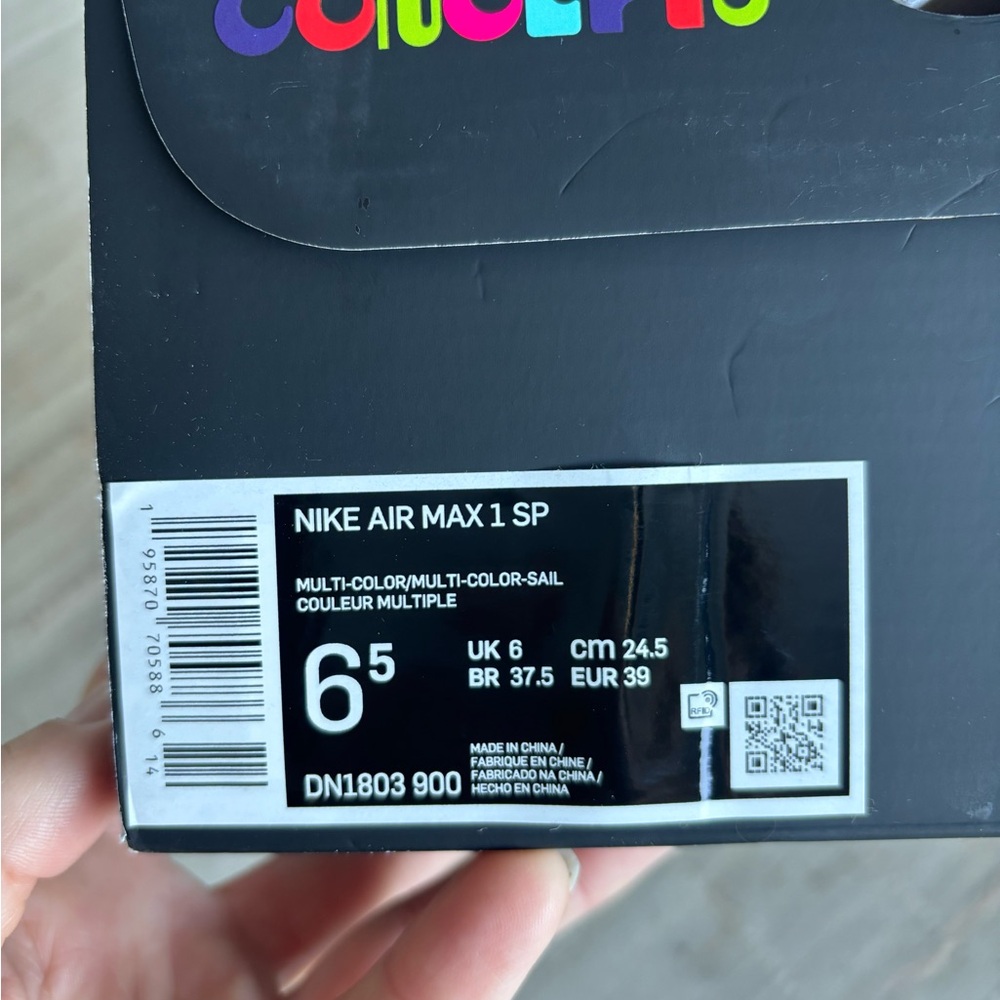 CONCEPTS
1 95870 70588 6 14
NIKE AIR MAX 1 SP
MULTI-COLOR/MULTI-COLOR-SAIL
COULEUR MULTIPLE
6 5
UK 6 cm 24.5
BR 37.5 EUR 39
RFID
DN1803 900
MADE IN CHINA /
FABRIQUE EN CHINE /
FABRICADO NA CHINA /
HECHO EN CHINA